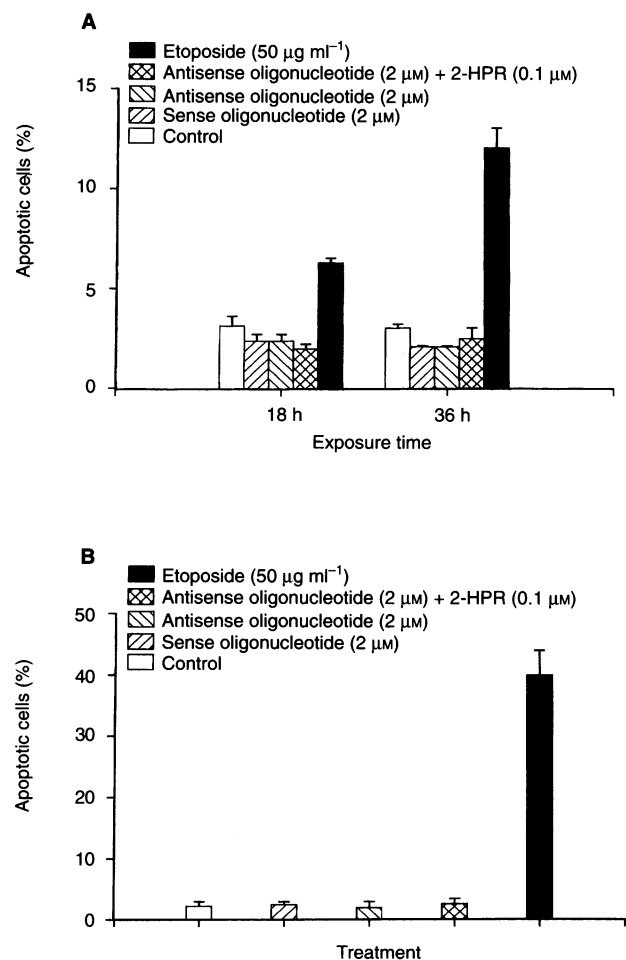 A
Etoposide (50 μg ml⁻¹)
Antisense oligonucleotide (2 μM) + 2-HPR (0.1 μM)
Antisense oligonucleotide (2 μM)
Sense oligonucleotide (2 μM)
Control
15
10
5
0
Apoptotic cells (%)
18 h
36 h
Exposure time
B
Etoposide (50 μg ml⁻¹)
Antisense oligonucleotide (2 μM) + 2-HPR (0.1 μM)
Antisense oligonucleotide (2 μM)
Sense oligonucleotide (2 μM)
Control
50
40
30
20
10
0
Apoptotic cells (%)
Treatment